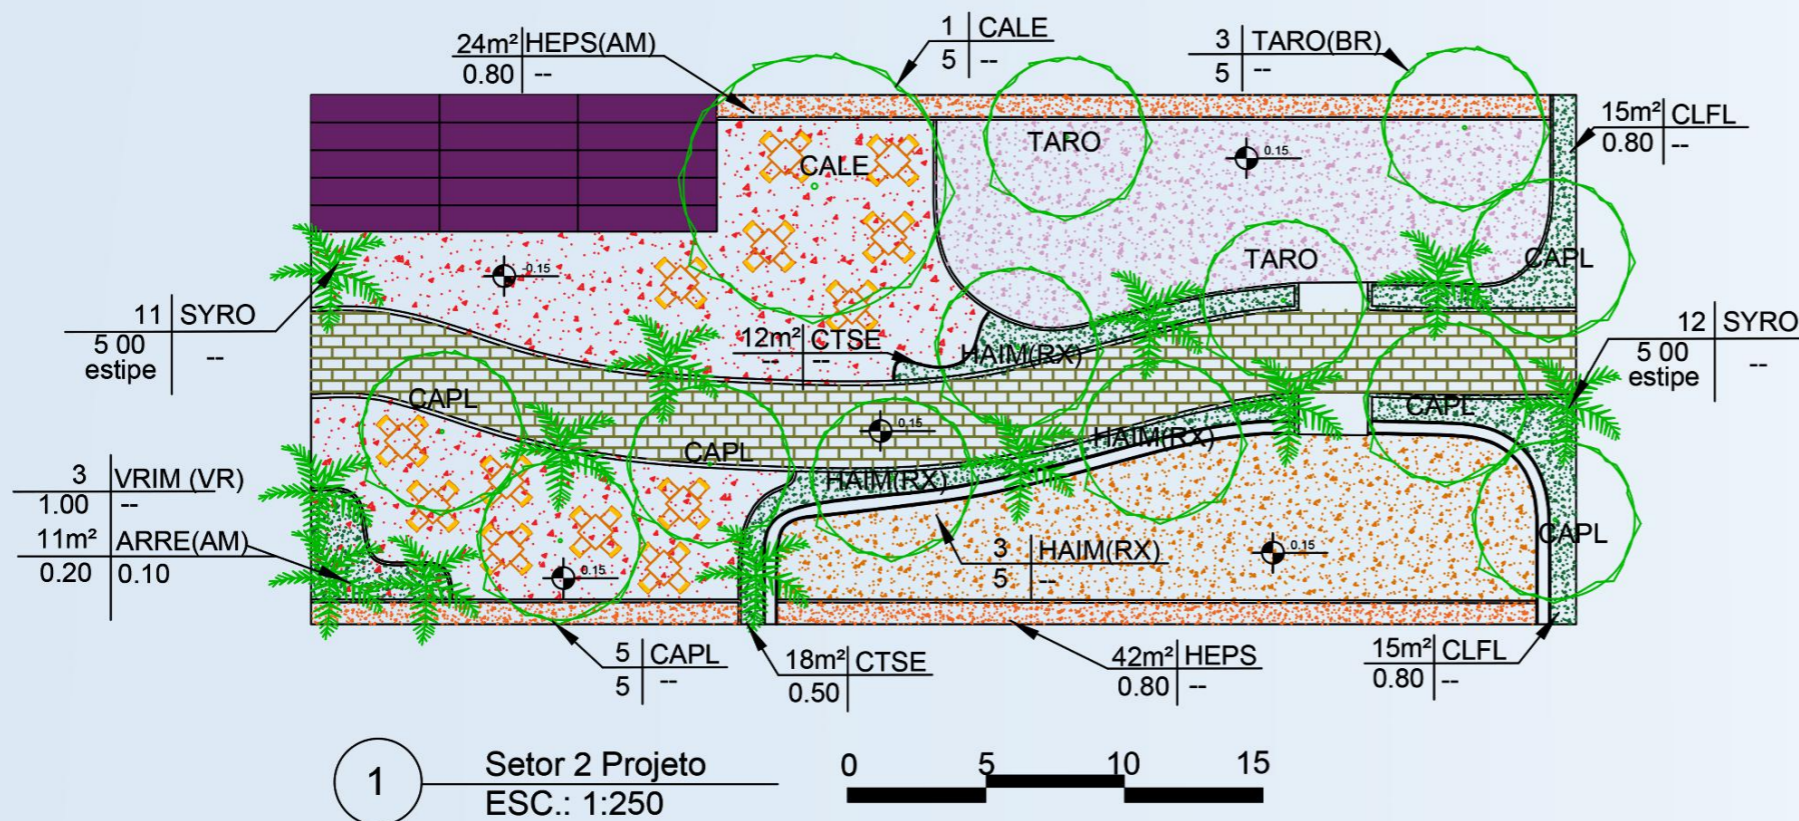 24m² HEPS(AM)
0.80 --
1 CALE
5 --
3 TARO(BR)
5 --
15m² CLFL
0.80 --
TARO
CALE
0.15
0.15
TARO
CAPL
11 SYRO
5 00 --
estipe
12m² CTSE
-- --
HAIM(RX)
12 SYRO
5 00 --
estipe
CAPL
CAPL
0.15
HAIM(RX)
CAPL
HAIM(RX)
3 VRIM (VR)
1.00 --
11m² ARRE(AM)
0.20 0.10
CAPL
3 HAIM(RX)
5 --
0.15
0.15
5 CAPL
5 --
18m² CTSE
0.50
42m² HEPS
0.80 --
15m² CLFL
0.80 --
1
Setor 2 Projeto
ESC.: 1:250
0 5 10 15